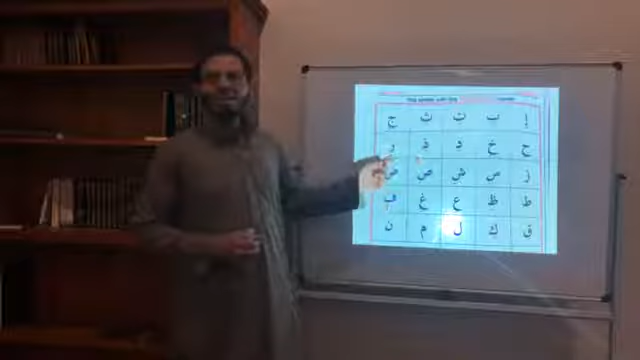 إ ب ت ث ج
ح خ د ذ ر
ز س ش ص ض
ط ظ ع غ ف
ق ك ل م ن